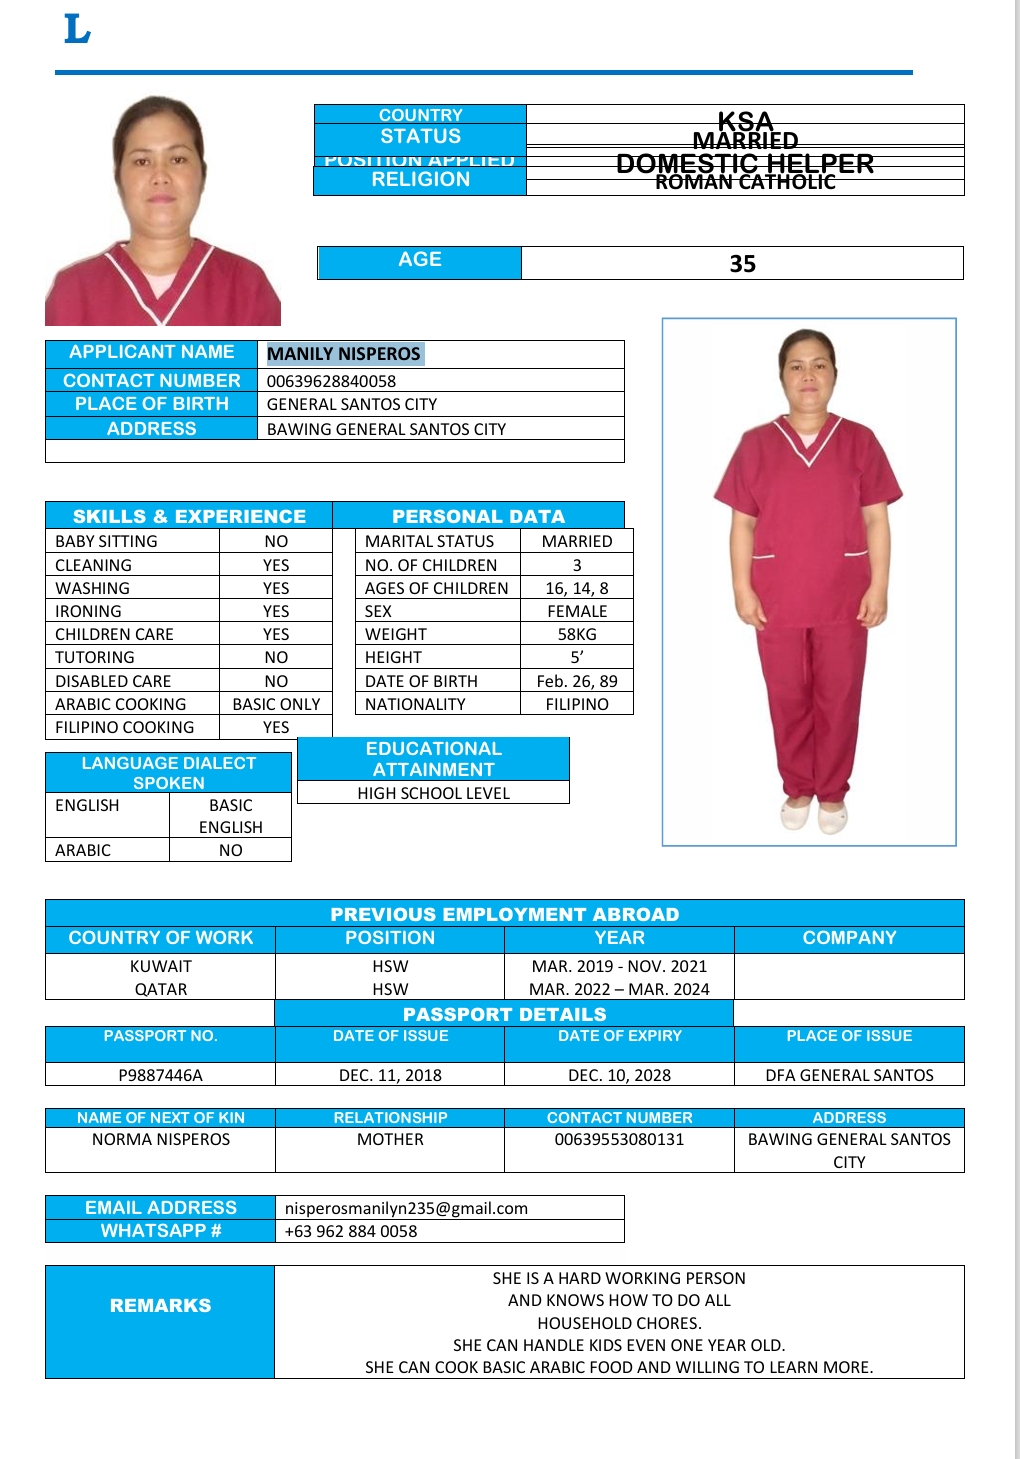 L
COUNTRY KSA
STATUS MARRIED
POSITION APPLIED DOMESTIC HELPER
RELIGION ROMAN CATHOLIC
AGE 35
APPLICANT NAME MANILY NISPEROS
CONTACT NUMBER 00639628840058
PLACE OF BIRTH GENERAL SANTOS CITY
ADDRESS BAWING GENERAL SANTOS CITY
SKILLS & EXPERIENCE
BABY SITTING NO
CLEANING YES
WASHING YES
IRONING YES
CHILDREN CARE YES
TUTORING NO
DISABLED CARE NO
ARABIC COOKING BASIC ONLY
FILIPINO COOKING YES
PERSONAL DATA
MARITAL STATUS MARRIED
NO. OF CHILDREN 3
AGES OF CHILDREN 16, 14, 8
SEX FEMALE
WEIGHT 58KG
HEIGHT 5’
DATE OF BIRTH Feb. 26, 89
NATIONALITY FILIPINO
LANGUAGE DIALECT
SPOKEN
ENGLISH BASIC
ENGLISH
ARABIC NO
EDUCATIONAL
ATTAINMENT
HIGH SCHOOL LEVEL
PREVIOUS EMPLOYMENT ABROAD
COUNTRY OF WORK POSITION YEAR COMPANY
KUWAIT HSW MAR. 2019 - NOV. 2021
QATAR HSW MAR. 2022 – MAR. 2024
PASSPORT DETAILS
PASSPORT NO. DATE OF ISSUE DATE OF EXPIRY PLACE OF ISSUE
P9887446A DEC. 11, 2018 DEC. 10, 2028 DFA GENERAL SANTOS
NAME OF NEXT OF KIN RELATIONSHIP CONTACT NUMBER ADDRESS
NORMA NISPEROS MOTHER 00639553080131 BAWING GENERAL SANTOS
CITY
EMAIL ADDRESS nisperosmanilyn235@gmail.com
WHATSAPP # +63 962 884 0058
REMARKS
SHE IS A HARD WORKING PERSON
AND KNOWS HOW TO DO ALL
HOUSEHOLD CHORES.
SHE CAN HANDLE KIDS EVEN ONE YEAR OLD.
SHE CAN COOK BASIC ARABIC FOOD AND WILLING TO LEARN MORE.